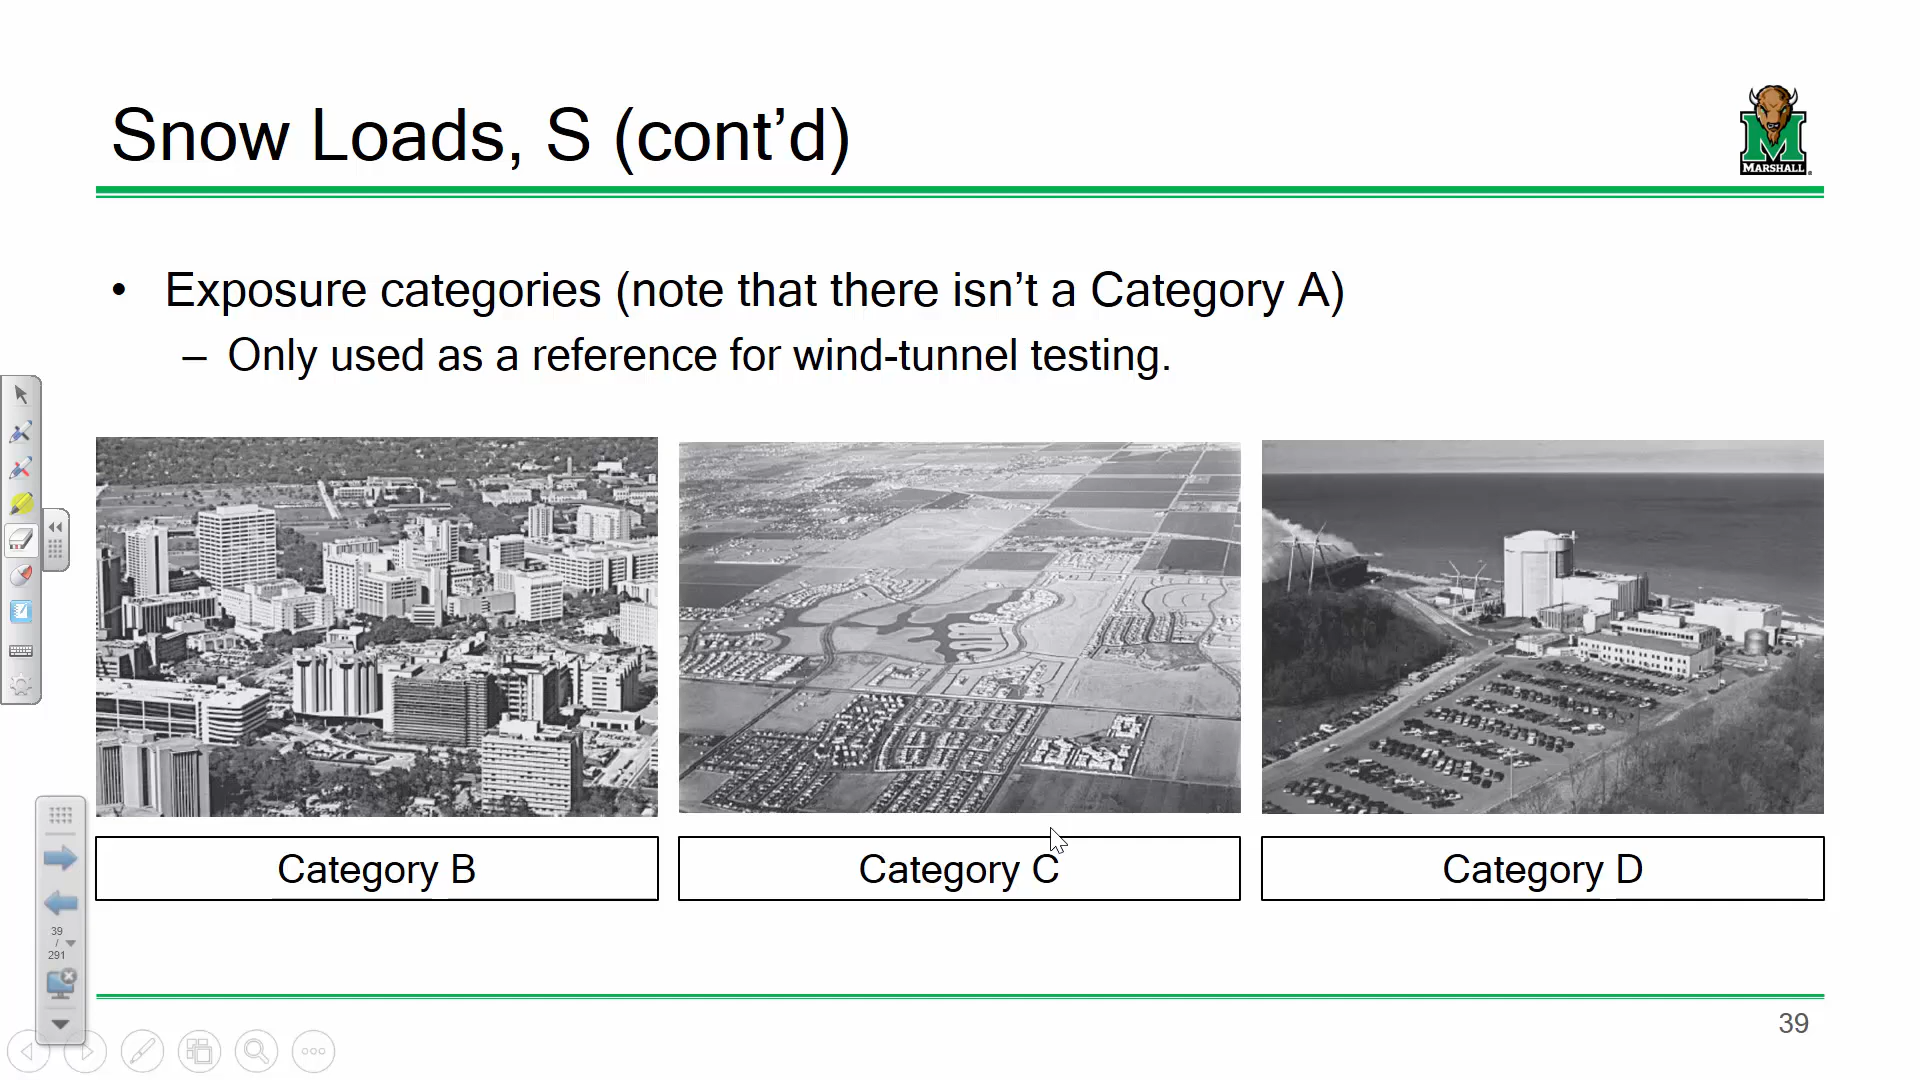 Snow Loads, S (cont’d)
MARSHALL
• Exposure categories (note that there isn’t a Category A)
– Only used as a reference for wind-tunnel testing.
Category B
Category C
Category D
39
/
291
39